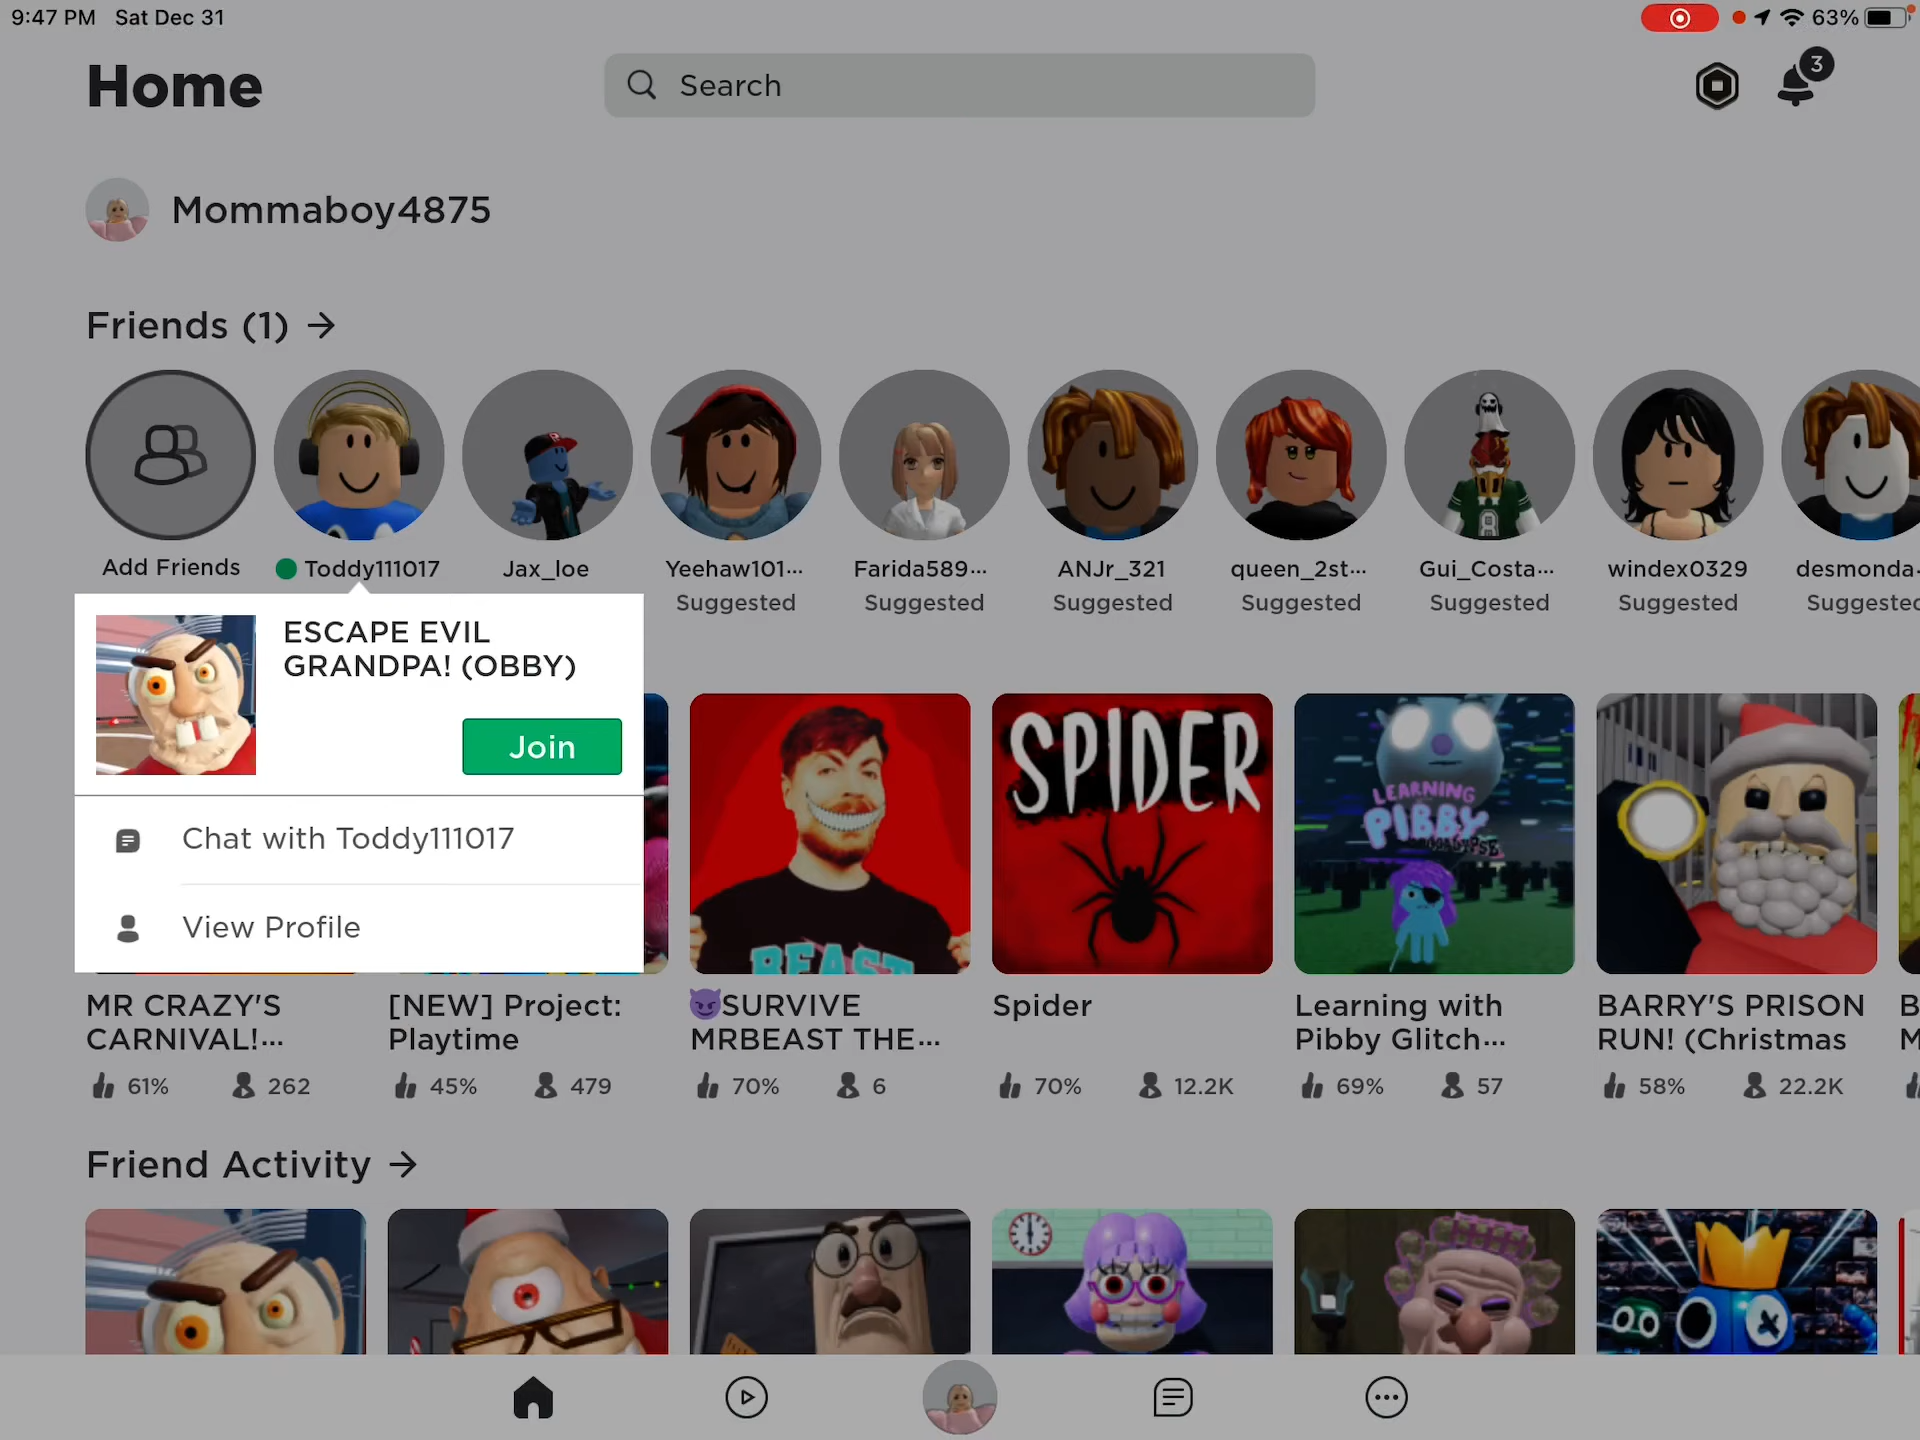 9:47 PM Sat Dec 31
63%
Home
Search
3
Mommaboy4875
Friends (1) →
Add Friends
Toddy111017
Jax_loe
Yeehaw101...
Suggested
Farida589...
Suggested
ANJr_321
Suggested
queen_2st...
Suggested
Gui_Costa...
Suggested
windex0329
Suggested
desmonda
Suggested
ESCAPE EVIL
GRANDPA! (OBBY)
Join
Chat with Toddy111017
View Profile
BEAST
SPIDER
LEARNING
PIBBY
APOCALYPSE
MR CRAZY'S
CARNIVAL!...
61% 262
[NEW] Project:
Playtime
45% 479
😈SURVIVE
MRBEAST THE...
70% 6
Spider
70% 12.2K
Learning with
Pibby Glitch...
69% 57
BARRY'S PRISON
RUN! (Christmas
58% 22.2K
B
M
Friend Activity →